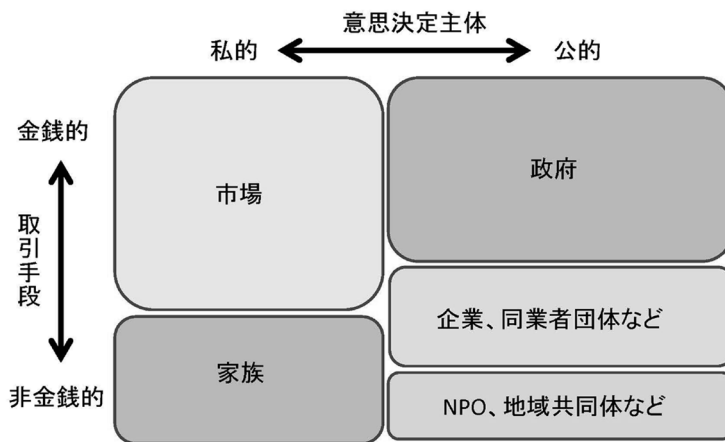 意思決定主体
私的
公的
金銭的
取引手段
非金銭的
市場
政府
企業、同業者団体など
家族
NPO、地域共同体など